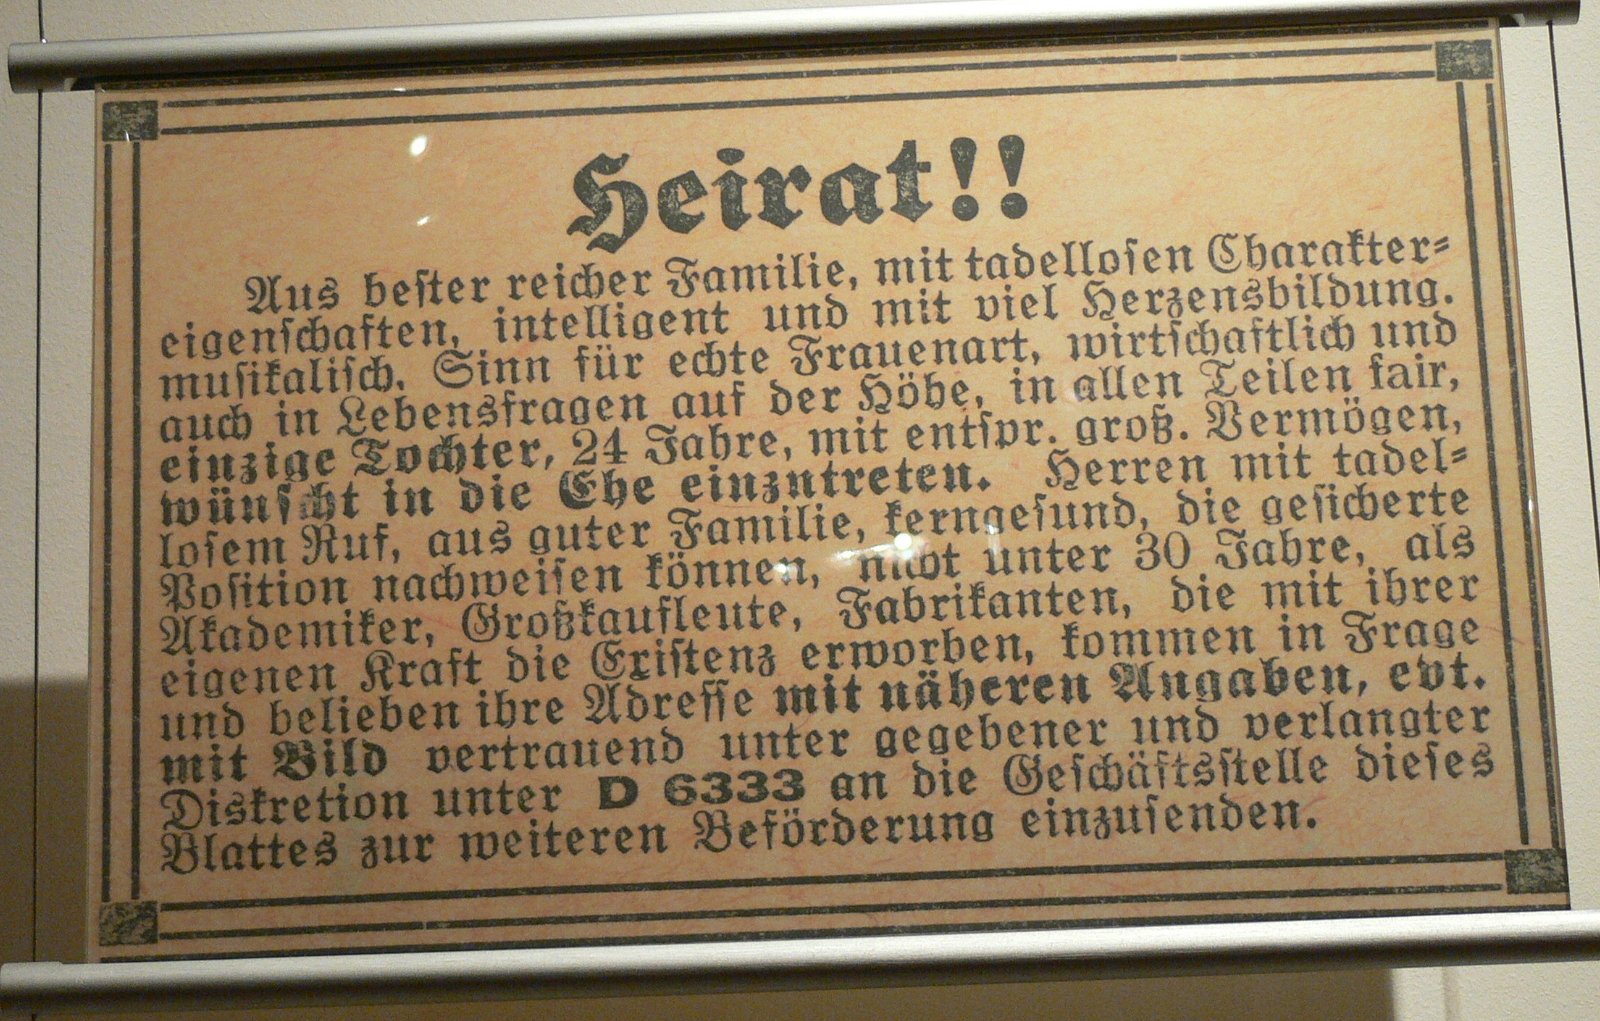 Heirat!!
Aus bester reicher Familie, mit tadellosen Charakter-
eigenschaften, intelligent und mit viel Herzensbildung.
musikalisch. Sinn für echte Frauenart, wirtschaftlich und
auch in Lebensfragen auf der Höhe, in allen Teilen fair,
einzige Tochter, 24 Jahre, mit entspr. groß. Vermögen,
wünscht in die Ehe einzutreten. Herren mit tadel-
losem Ruf, aus guter Familie, kerngesund, die gesicherte
Position nachweisen können, nicht unter 30 Jahre, als
Akademiker, Großkaufleute, Fabrikanten, die mit ihrer
eigenen Kraft die Existenz erworben, kommen in Frage
und belieben ihre Adresse mit näheren Angaben, evt.
mit Bild vertrauend unter gegebener und verlangter
Diskretion unter D 6333 an die Geschäftsstelle dieses
Blattes zur weiteren Beförderung einzusenden.